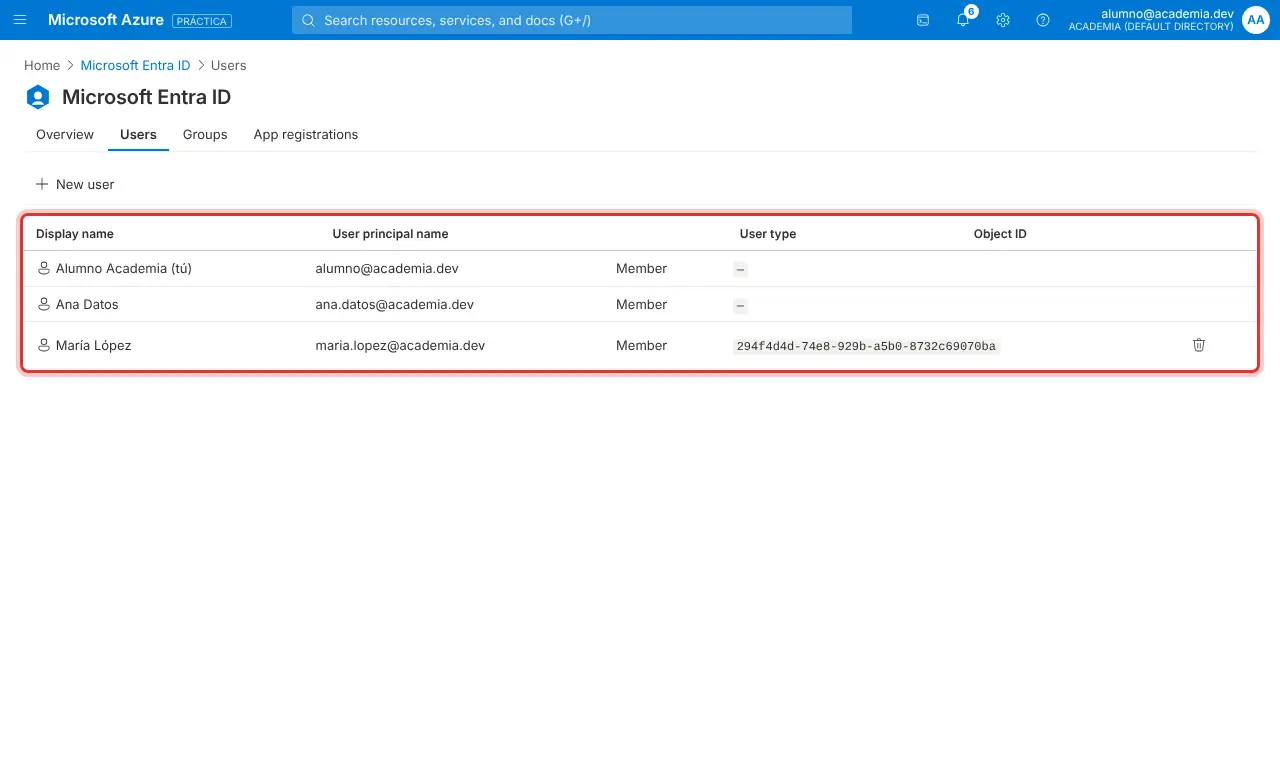 Microsoft Azure PRÁCTICA Search resources, services, and docs (G+/) 6 alumno@academia.dev
ACADEMIA (DEFAULT DIRECTORY) AA
Home > Microsoft Entra ID > Users
Microsoft Entra ID
Overview Users Groups App registrations
+ New user
Display name User principal name User type Object ID
Alumno Academia (tú) alumno@academia.dev Member —
Ana Datos ana.datos@academia.dev Member —
María López maria.lopez@academia.dev Member 294f4d4d-74e8-929b-a5b0-8732c69070ba